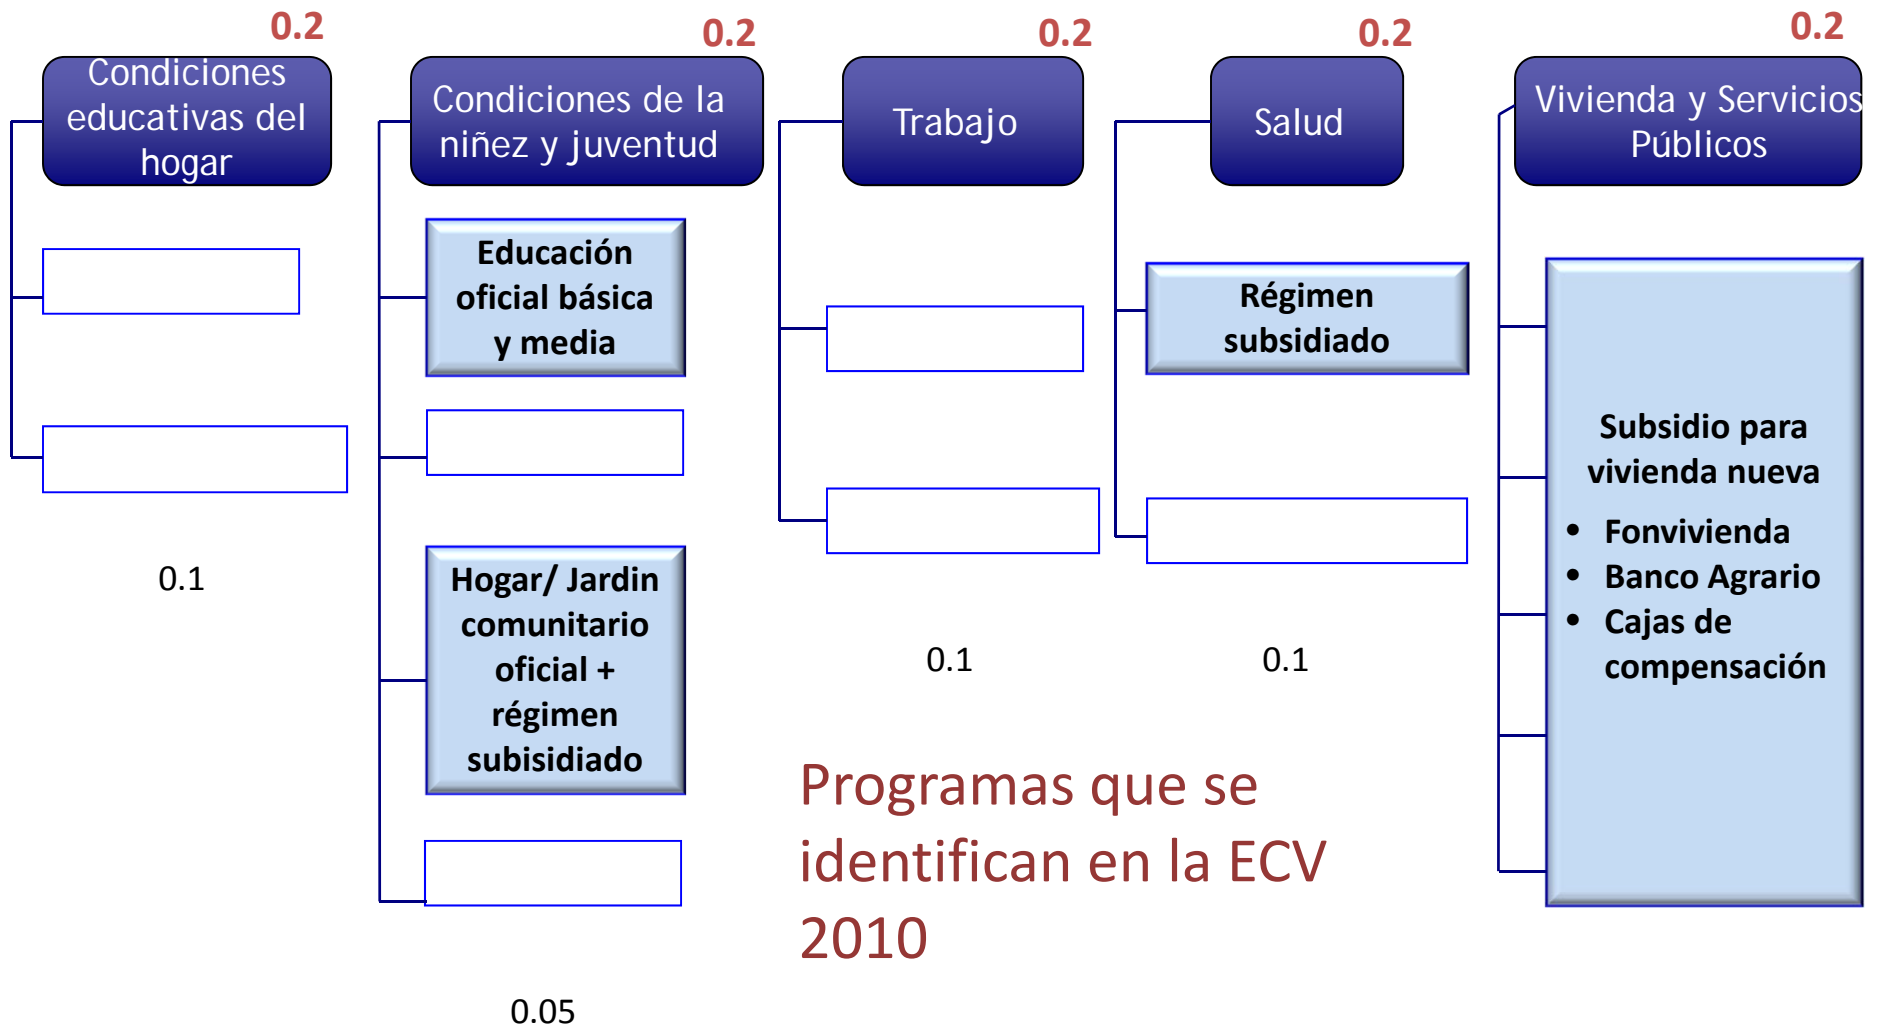 0.2
Condiciones
educativas del
hogar
0.1
0.2
Condiciones de la
niñez y juventud
Educación
oficial básica
y media
Hogar/ Jardin
comunitario
oficial +
régimen
subisidiado
0.05
0.2
Trabajo
0.1
0.2
Salud
Régimen
subsidiado
0.1
0.2
Vivienda y Servicios
Públicos
Subsidio para
vivienda nueva
• Fonvivienda
• Banco Agrario
• Cajas de
compensación
Programas que se
identifican en la ECV
2010